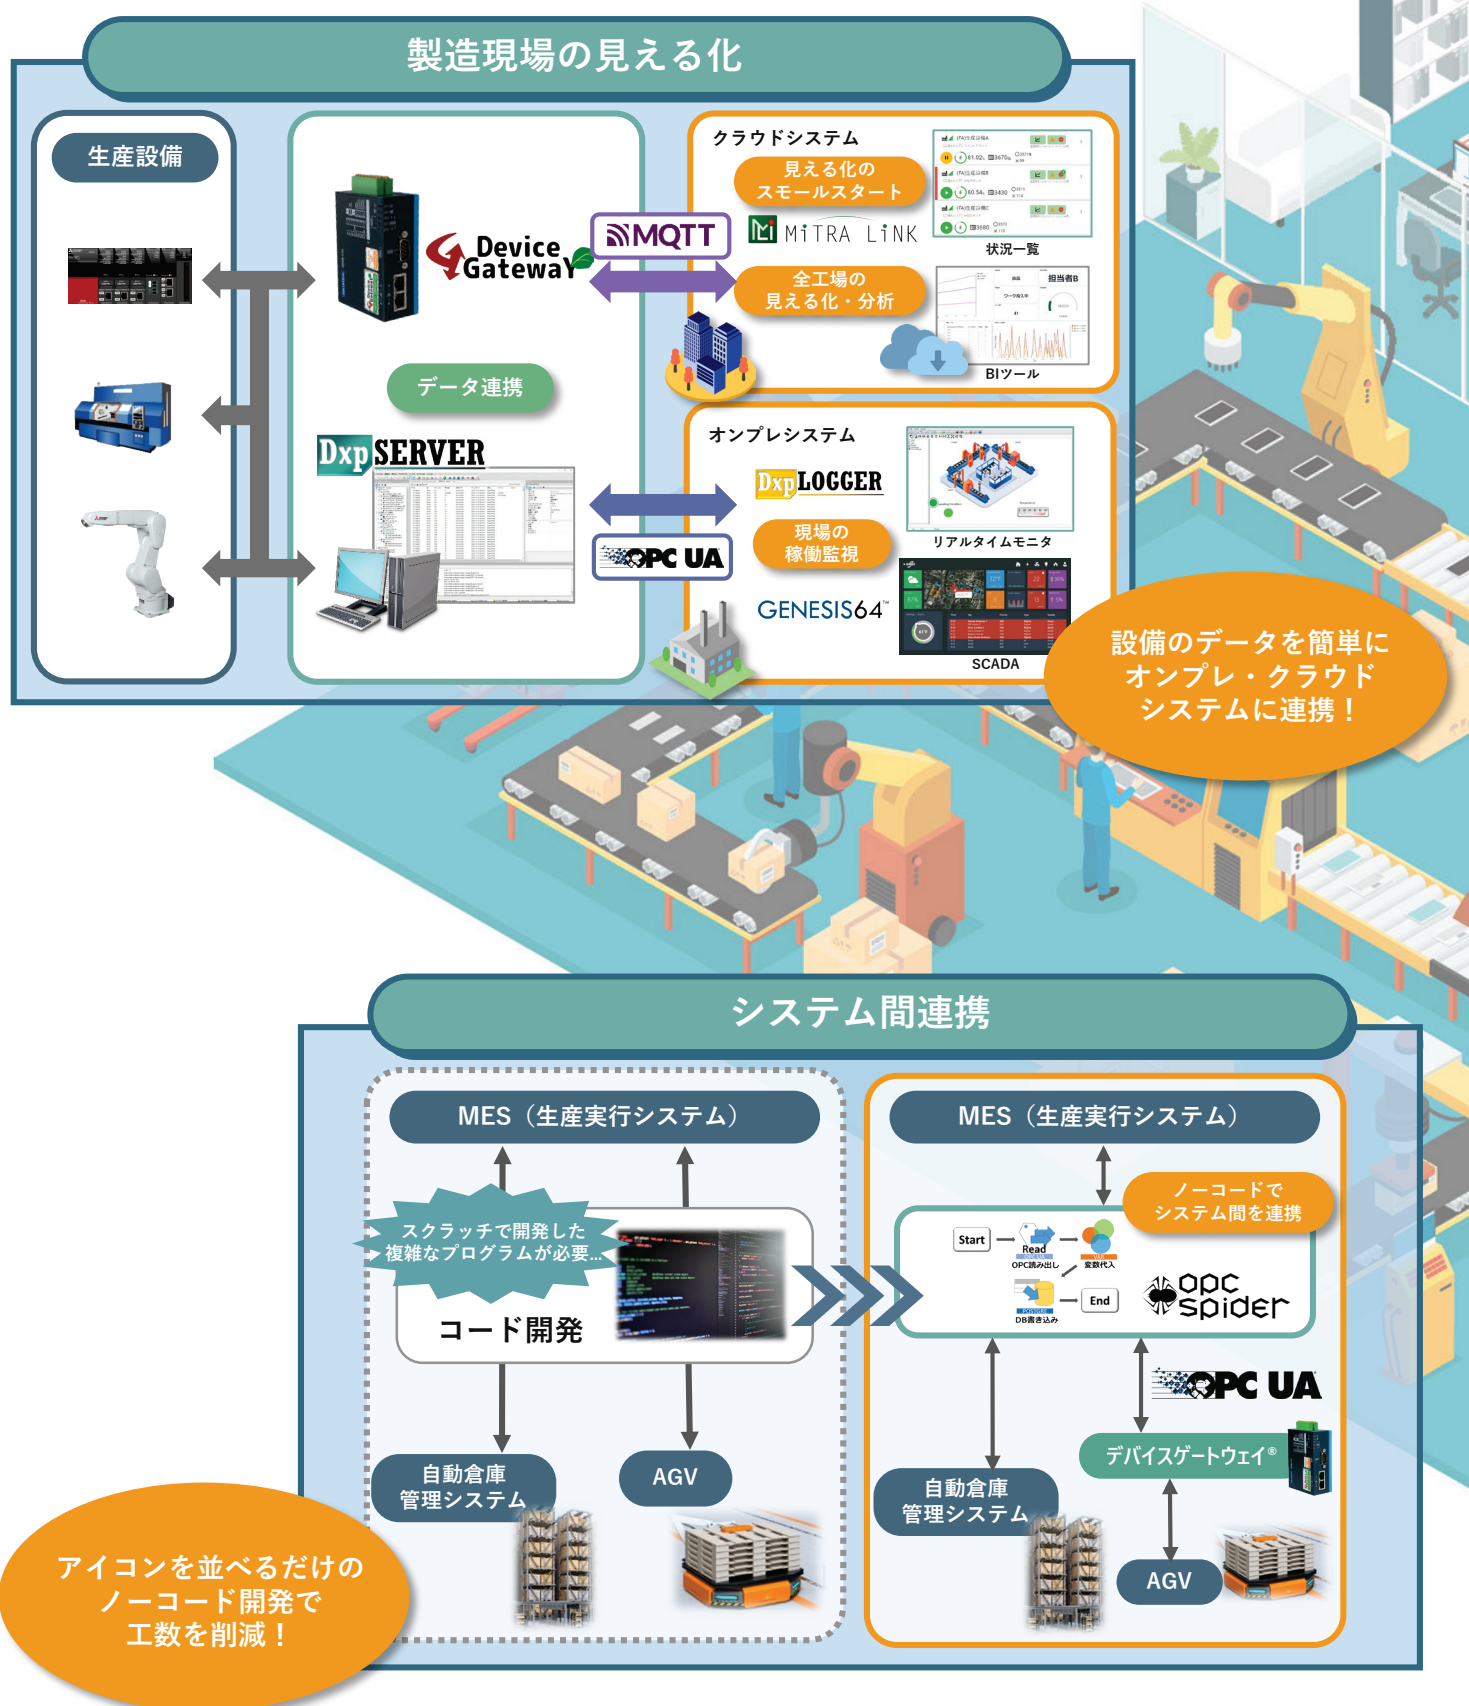 製造現場の見える化
生産設備
Device
Gateway
データ連携
DxpSERVER
MQTT
OPC UA
クラウドシステム
見える化の
スモールスタート
MiTRA LiNK
状況一覧
全工場の
見える化・分析
担当者B
BIツール
オンプレシステム
DxpLOGGER
現場の
稼働監視
GENESIS64
リアルタイムモニタ
SCADA
設備のデータを簡単に
オンプレ・クラウド
システムに連携！
システム間連携
MES（生産実行システム）
スクラッチで開発した
複雑なプログラムが必要...
コード開発
自動倉庫
管理システム
AGV
MES（生産実行システム）
ノーコードで
システム間を連携
Start
Read
OPC UA
OPC読み出し
VAR
変数代入
POSTGRE
DB書き込み
End
opc
spider
OPC UA
デバイスゲートウェイ®
自動倉庫
管理システム
AGV
アイコンを並べるだけの
ノーコード開発で
工数を削減！